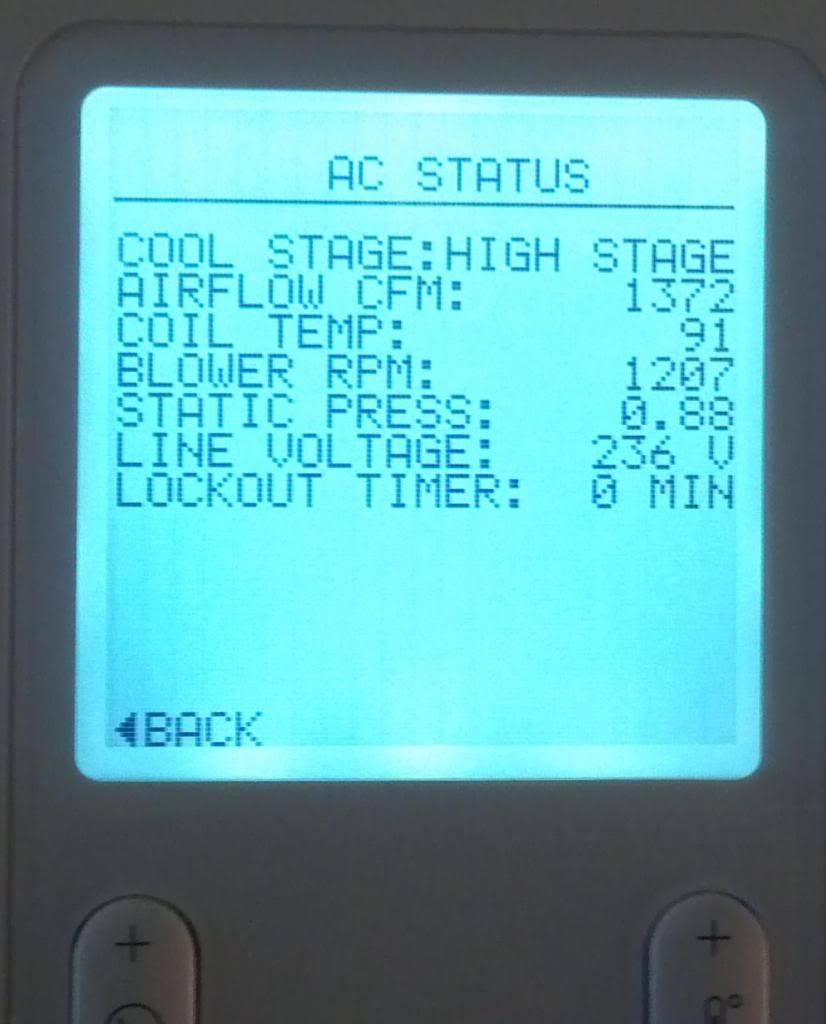 AC STATUS
COOL STAGE:HIGH STAGE
AIRFLOW CFM: 1372
COIL TEMP: 91
BLOWER RPM: 1207
STATIC PRESS: 0.88
LINE VOLTAGE: 236 V
LOCKOUT TIMER: 0 MIN
◀BACK
+ +